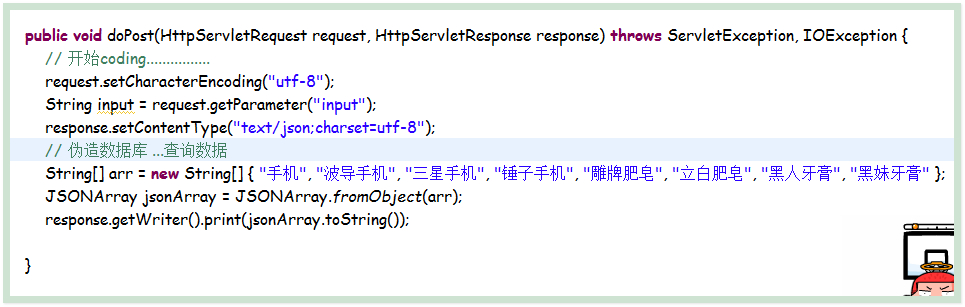 public void doPost(HttpServletRequest request, HttpServletResponse response) throws ServletException, IOException {
// 开始coding................
request.setCharacterEncoding("utf-8");
String input = request.getParameter("input");
response.setContentType("text/json;charset=utf-8");
// 伪造数据库 ...查询数据
String[] arr = new String[] { "手机", "波导手机", "三星手机", "锤子手机", "雕牌肥皂", "立白肥皂", "黑人牙膏", "黑妹牙膏" };
JSONArray jsonArray = JSONArray.fromObject(arr);
response.getWriter().print(jsonArray.toString());
}